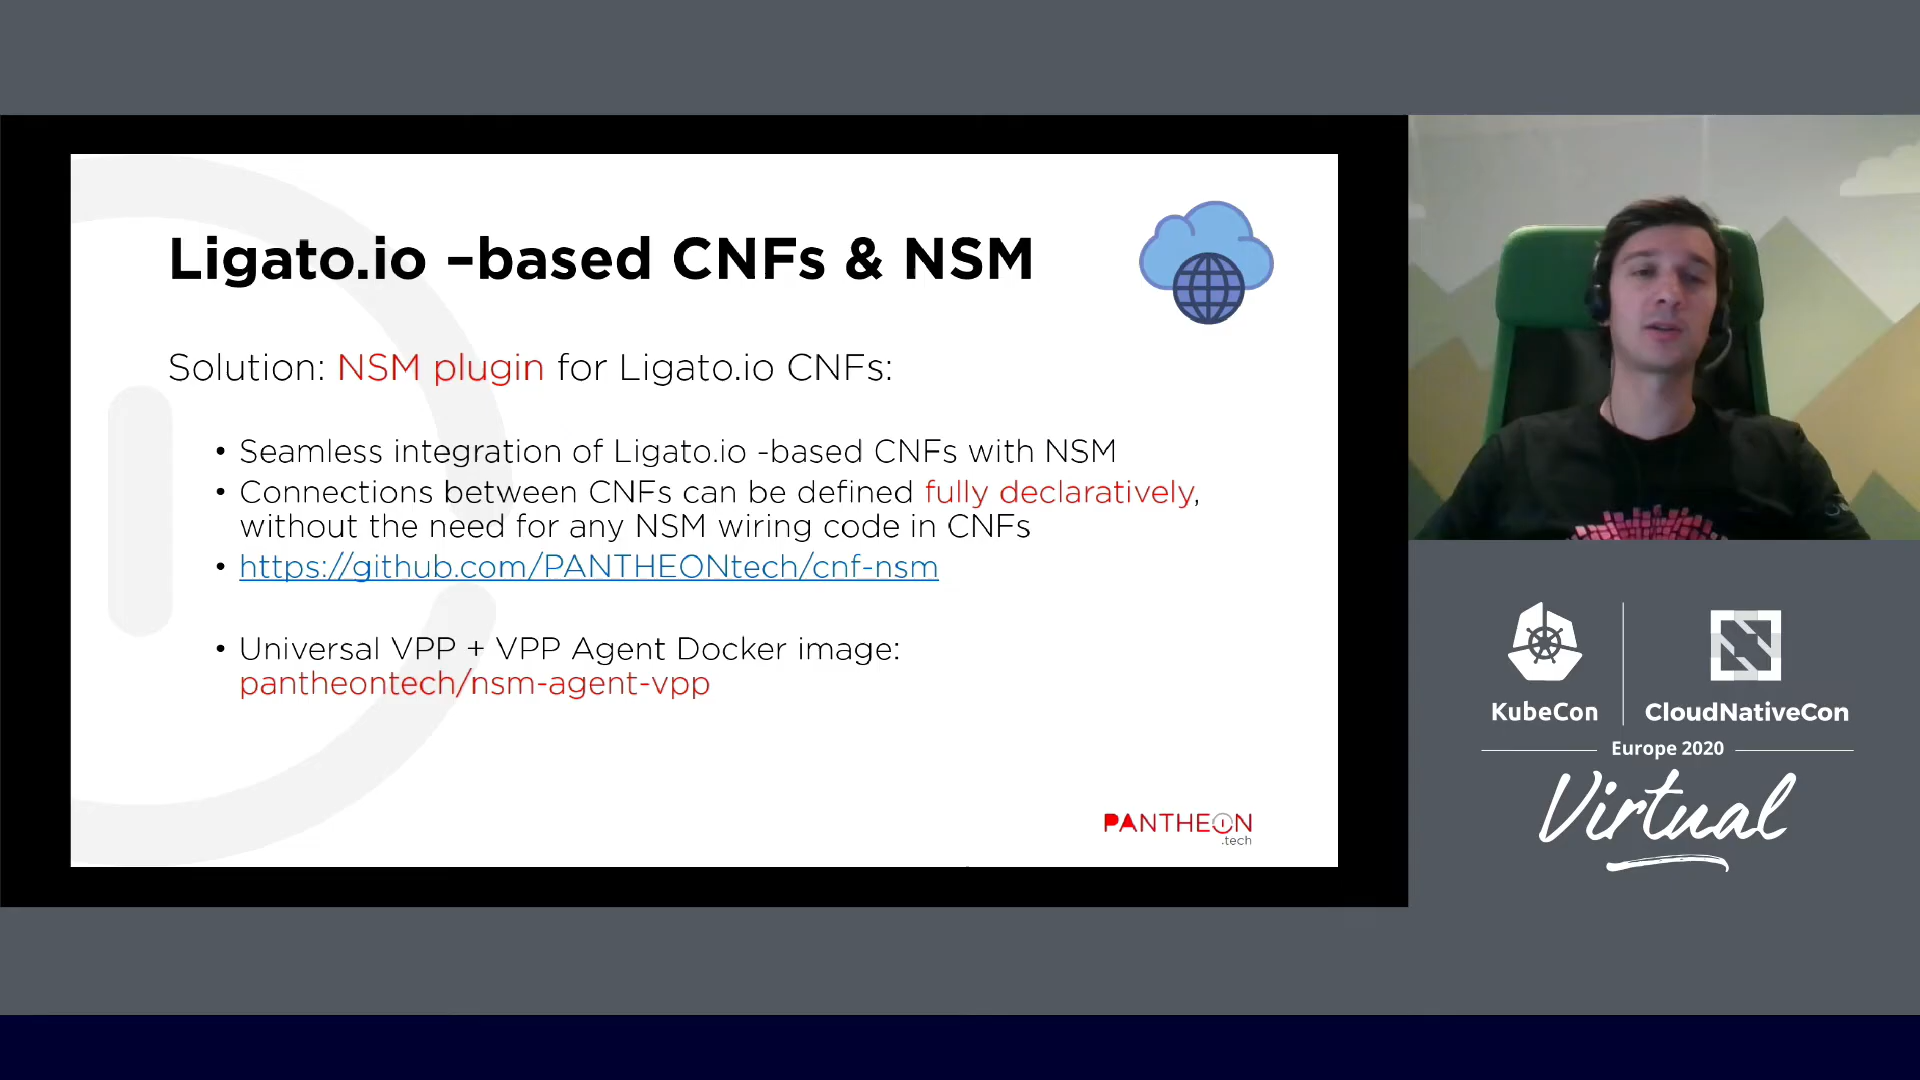 Ligato.io –based CNFs & NSM
Solution: NSM plugin for Ligato.io CNFs:
• Seamless integration of Ligato.io -based CNFs with NSM
• Connections between CNFs can be defined fully declaratively,
without the need for any NSM wiring code in CNFs
• https://github.com/PANTHEONtech/cnf-nsm
• Universal VPP + VPP Agent Docker image:
pantheontech/nsm-agent-vpp
PANTHEON
.tech
KubeCon
CloudNativeCon
Europe 2020
Virtual